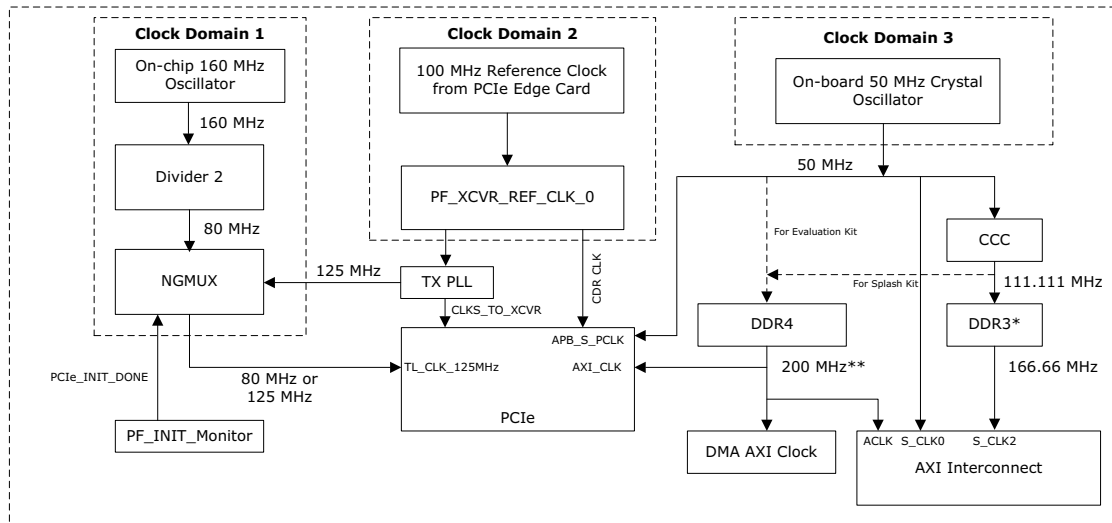 Clock Domain 1
On-chip 160 MHz
Oscillator
160 MHz
Divider 2
80 MHz
NGMUX
PCIe_INIT_DONE
PF_INIT_Monitor
80 MHz or
125 MHz
125 MHz
Clock Domain 2
100 MHz Reference Clock
from PCIe Edge Card
PF_XCVR_REF_CLK_0
TX PLL
CLKS_TO_XCVR
CDR CLK
APB_S_PCLK
TL_CLK_125MHz
AXI_CLK
PCIe
Clock Domain 3
On-board 50 MHz Crystal
Oscillator
50 MHz
For Evaluation Kit
CCC
For Splash Kit
111.111 MHz
DDR4
DDR3*
200 MHz**
166.66 MHz
DMA AXI Clock
ACLK
S_CLK0
S_CLK2
AXI Interconnect